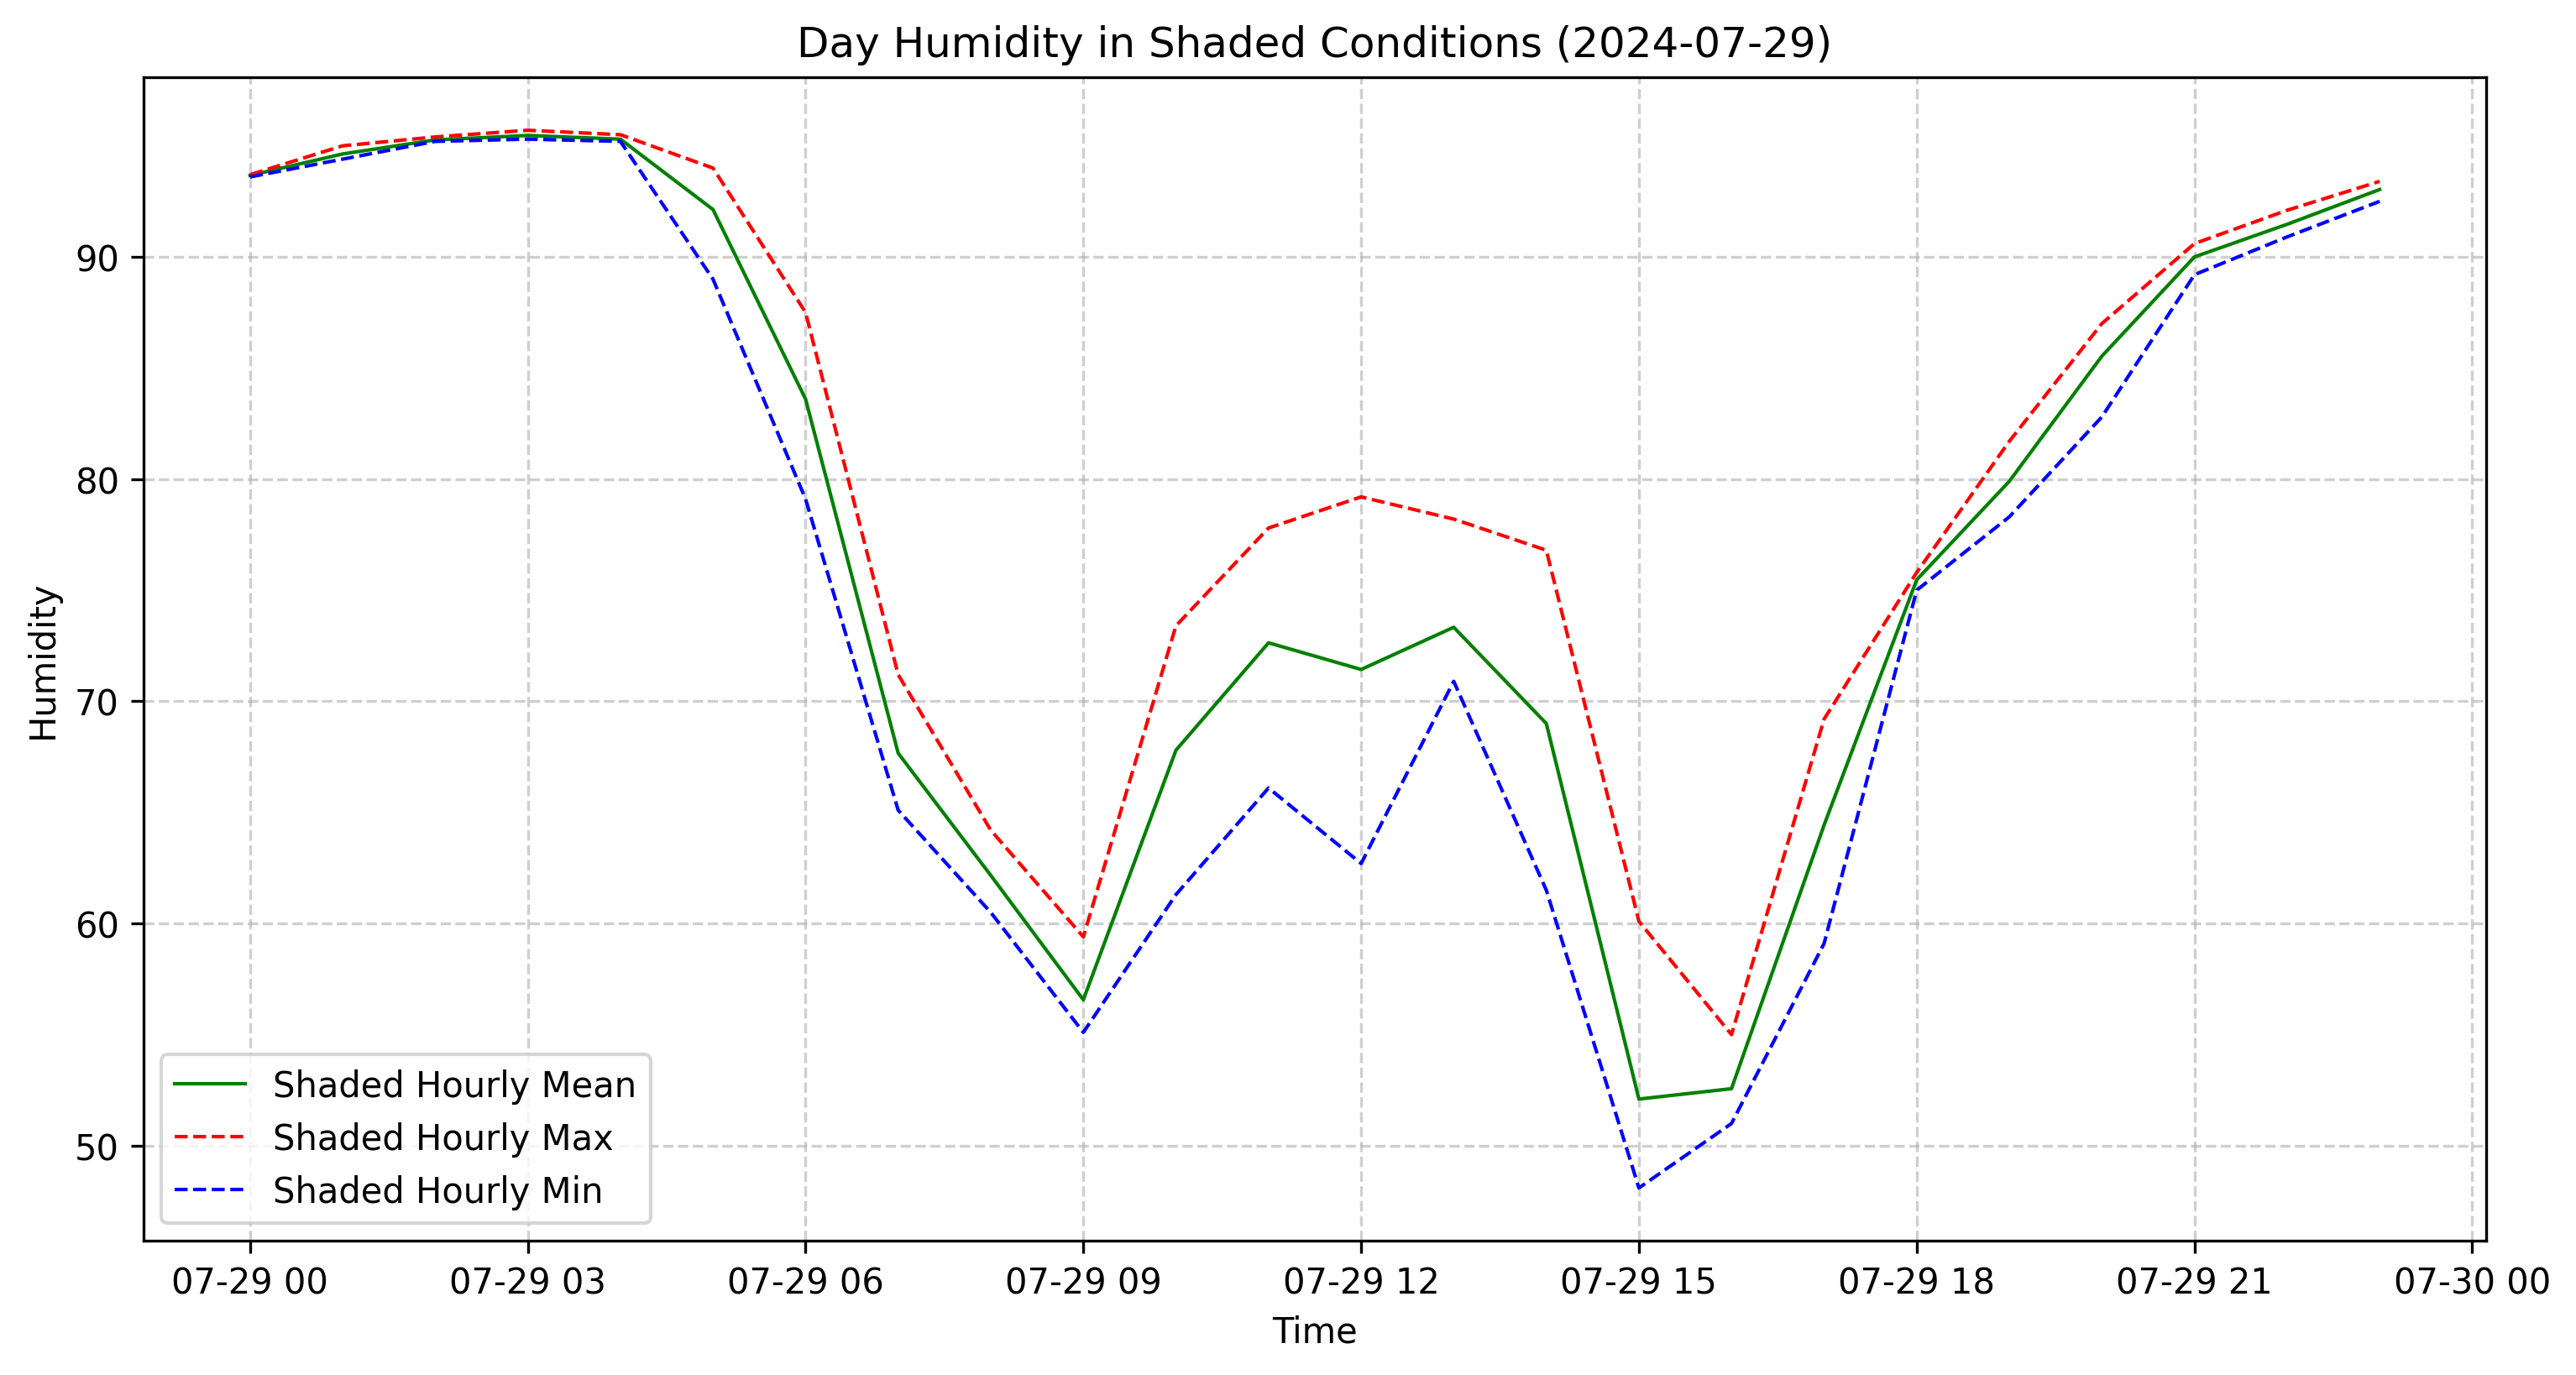 Day Humidity in Shaded Conditions (2024-07-29)
Humidity
90
80
70
60
50
Shaded Hourly Mean
Shaded Hourly Max
Shaded Hourly Min
07-29 00 07-29 03 07-29 06 07-29 09 07-29 12 07-29 15 07-29 18 07-29 21 07-30 00
Time